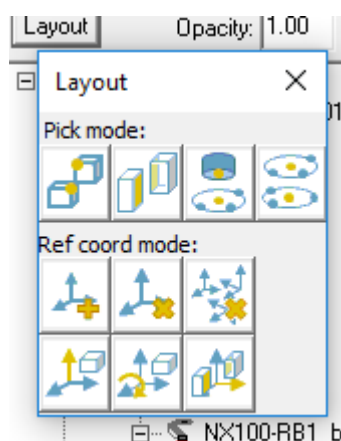 Layout Opacity: 1.00
Layout
Pick mode:
Ref coord mode:
NX100-RB1